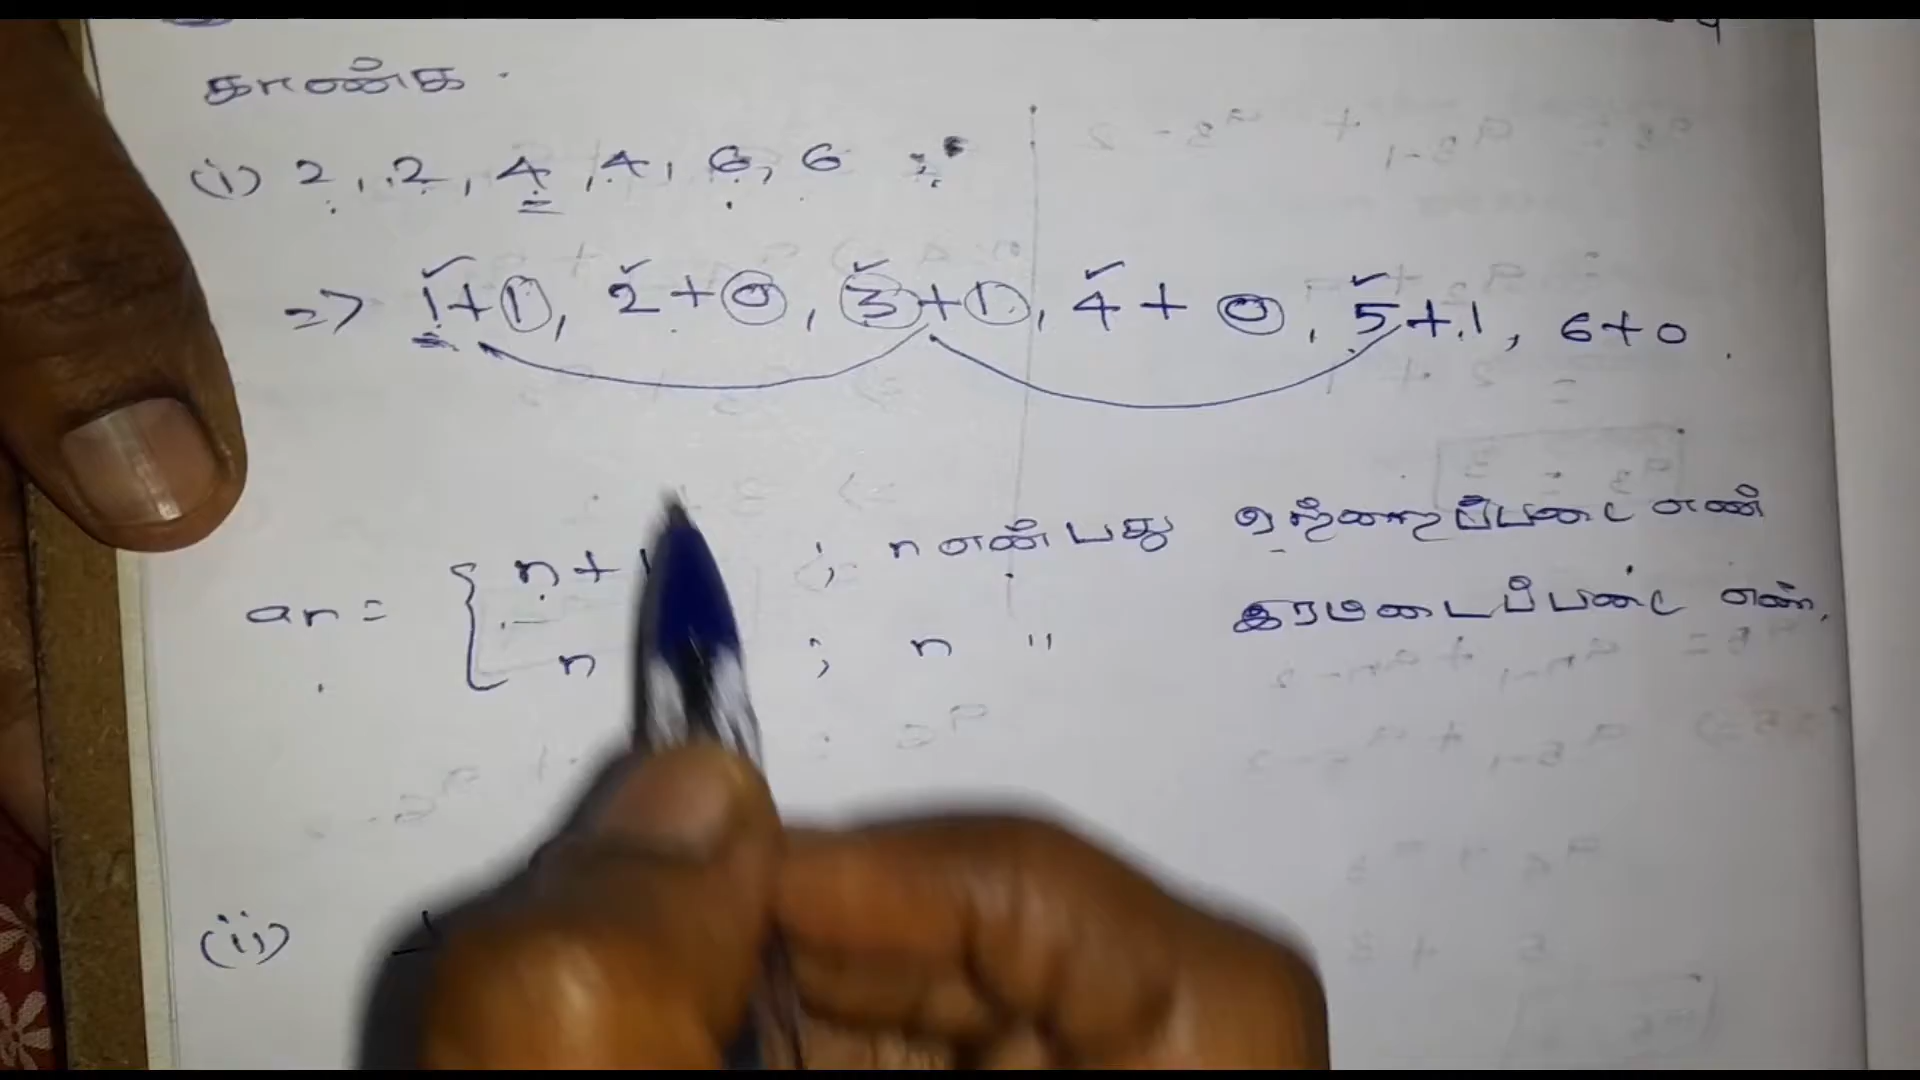 காண்க.
(i) 2, 2, 4, 4, 6, 6
=> 1+1, 2+0, 3+1, 4+0, 5+1, 6+0.
an = { n+1 ; n என்பது ஒற்றைப்படை எண்
n ; n " இரட்டைப்படை எண்.
(ii)